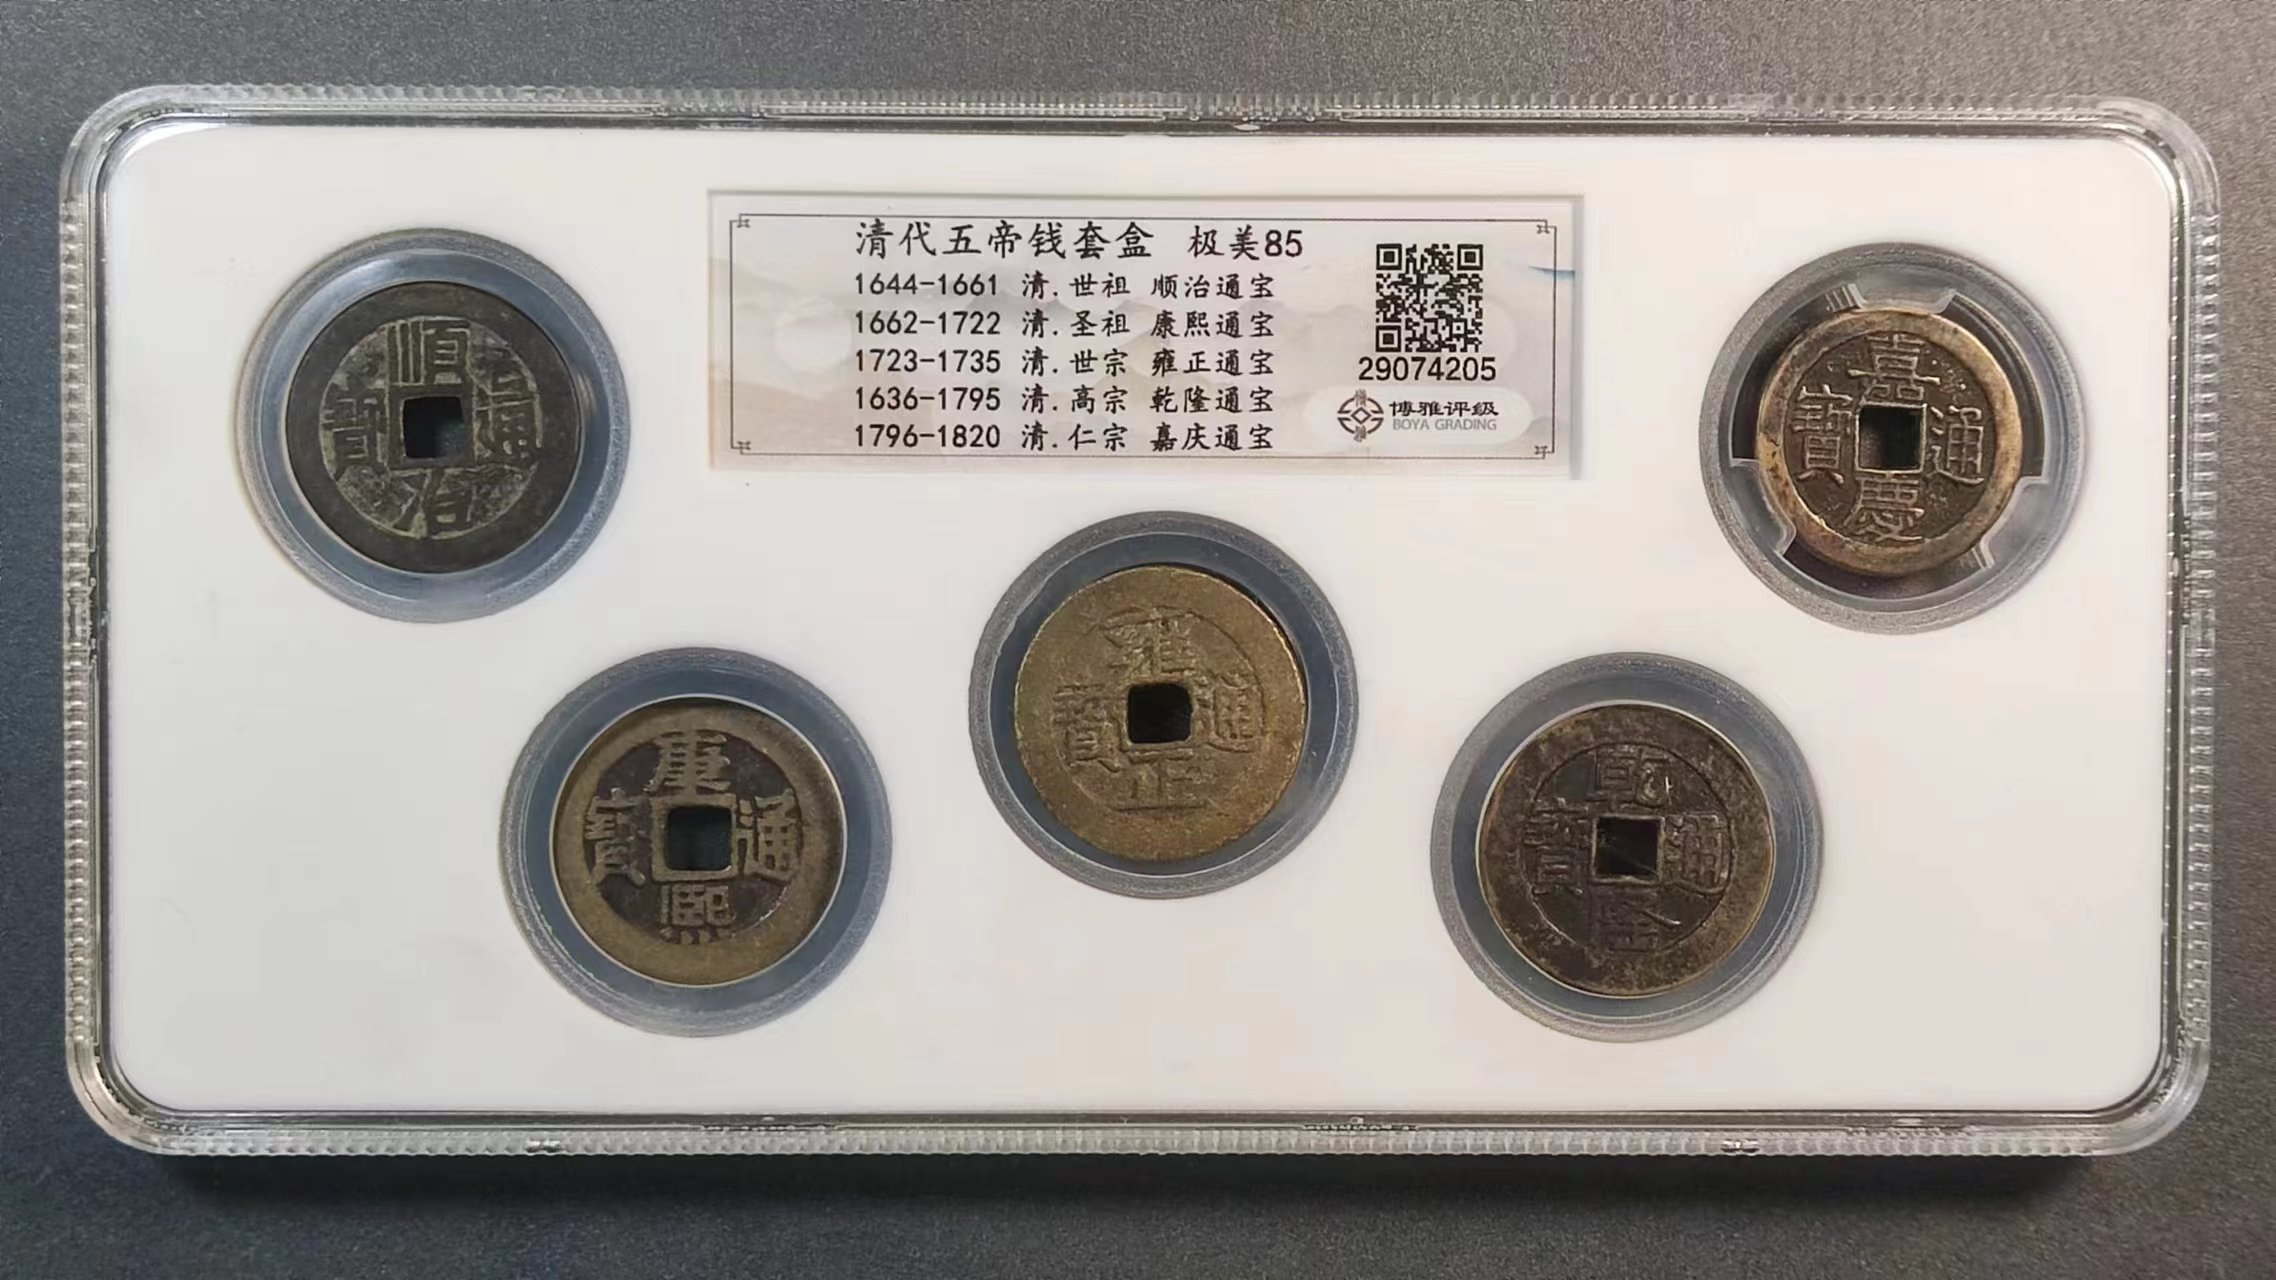 清代五帝钱套盒 极美85
1644-1661 清.世祖 顺治通宝
1662-1722 清.圣祖 康熙通宝
1723-1735 清.世宗 雍正通宝
1636-1795 清.高宗 乾隆通宝
1796-1820 清.仁宗 嘉庆通宝
29074205
博雅评级
BOYA GRADING
順治通寶
嘉慶通寶
康熙通寶
雍正通寶
乾隆通寶